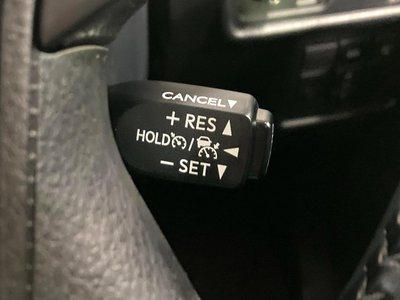 CANCEL▼
+ RES ▲
HOLD / ◄
− SET ▼